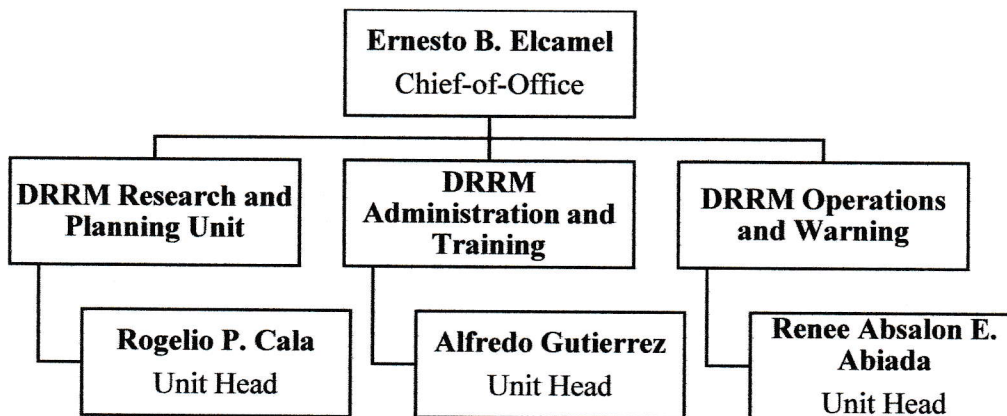 Ernesto B. Elcamel
Chief-of-Office
DRRM Research and
Planning Unit
DRRM
Administration and
Training
DRRM Operations
and Warning
Rogelio P. Cala
Unit Head
Alfredo Gutierrez
Unit Head
Renee Absalon E.
Abiada
Unit Head